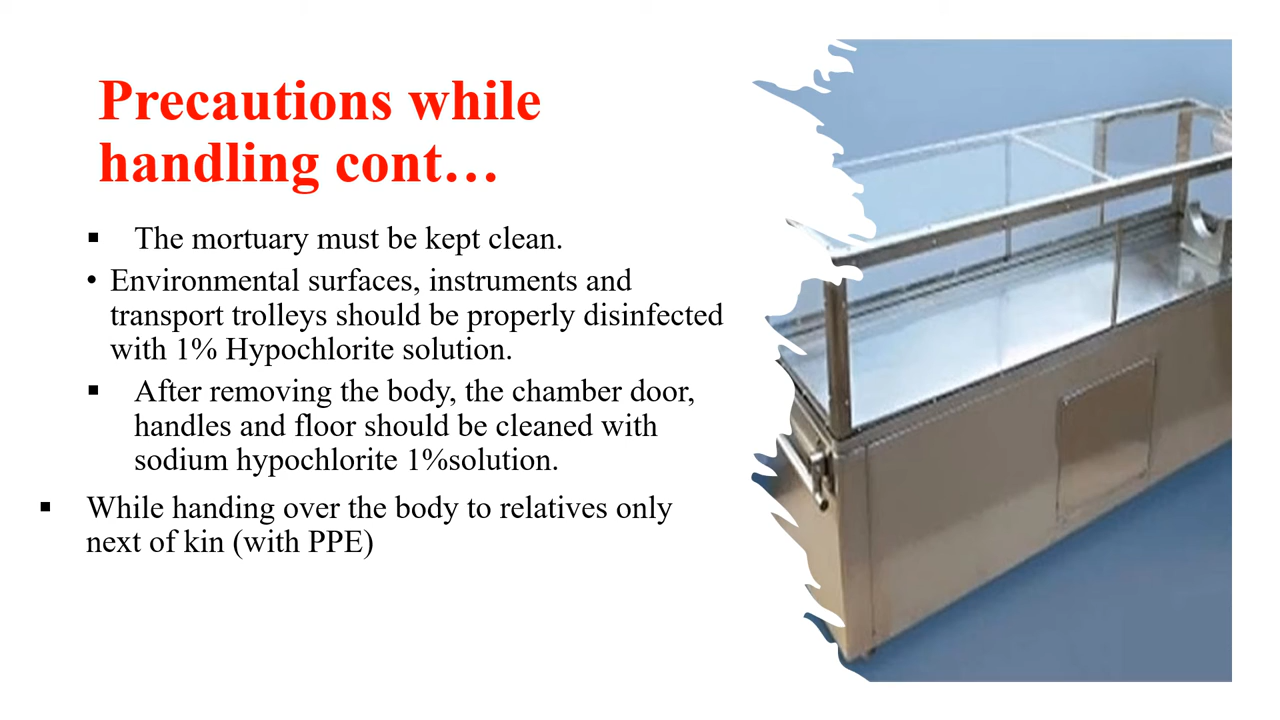 Precautions while
handling cont…
▪ The mortuary must be kept clean.
• Environmental surfaces, instruments and
transport trolleys should be properly disinfected
with 1% Hypochlorite solution.
▪ After removing the body, the chamber door,
handles and floor should be cleaned with
sodium hypochlorite 1%solution.
▪ While handing over the body to relatives only
next of kin (with PPE)